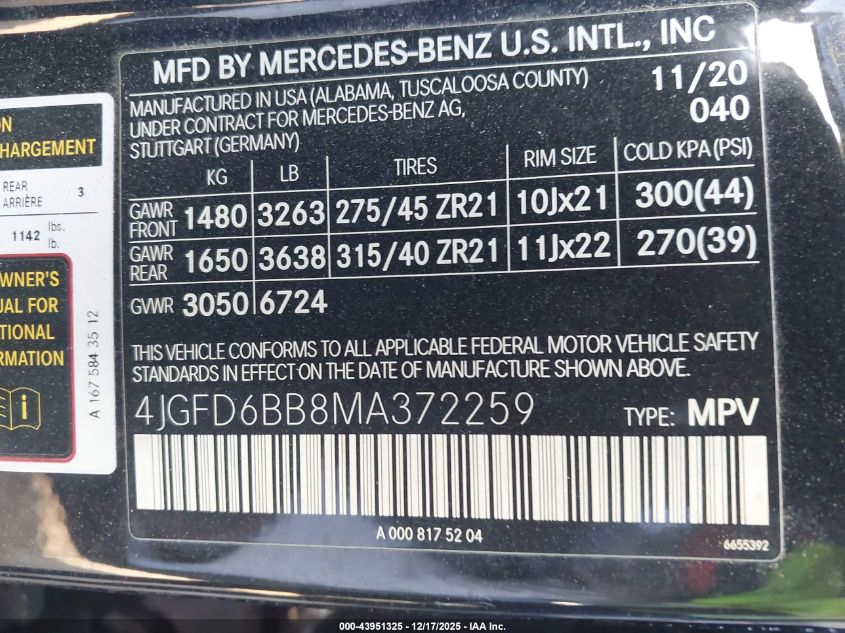 ON
HARGEMENT
REAR
ARRIÈRE 3
1142 lbs.
lb.
WNER'S
UAL FOR
TIONAL
RMATION
A 167 584 35 12
MFD BY MERCEDES-BENZ U.S. INTL., INC
MANUFACTURED IN USA (ALABAMA, TUSCALOOSA COUNTY) 11/20
UNDER CONTRACT FOR MERCEDES-BENZ AG, 040
STUTTGART (GERMANY)
KG LB TIRES RIM SIZE COLD KPA (PSI)
GAWR FRONT 1480 3263 275/45 ZR21 10Jx21 300(44)
GAWR REAR 1650 3638 315/40 ZR21 11Jx22 270(39)
GVWR 3050 6724
THIS VEHICLE CONFORMS TO ALL APPLICABLE FEDERAL MOTOR VEHICLE SAFETY
STANDARDS IN EFFECT ON THE DATE OF MANUFACTURE SHOWN ABOVE.
4JGFD6BB8MA372259 TYPE: MPV
A 000 817 52 04
6655392
000-43951325 - 12/17/2025 - IAA Inc.